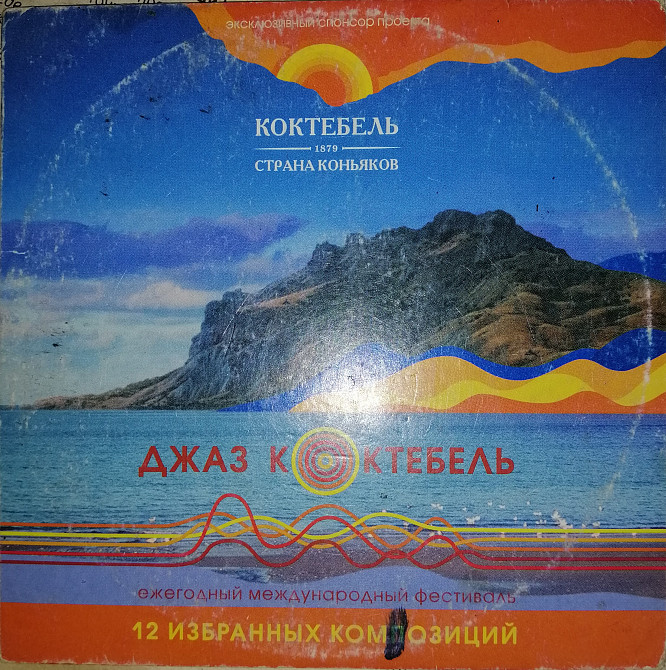 эксклюзивный спонсор проекта
КОКТЕБЕЛЬ
1879
СТРАНА КОНЬЯКОВ
ДЖАЗ КОКТЕБЕЛЬ
ежегодный международный фестиваль
12 ИЗБРАННЫХ КОМПОЗИЦИЙ